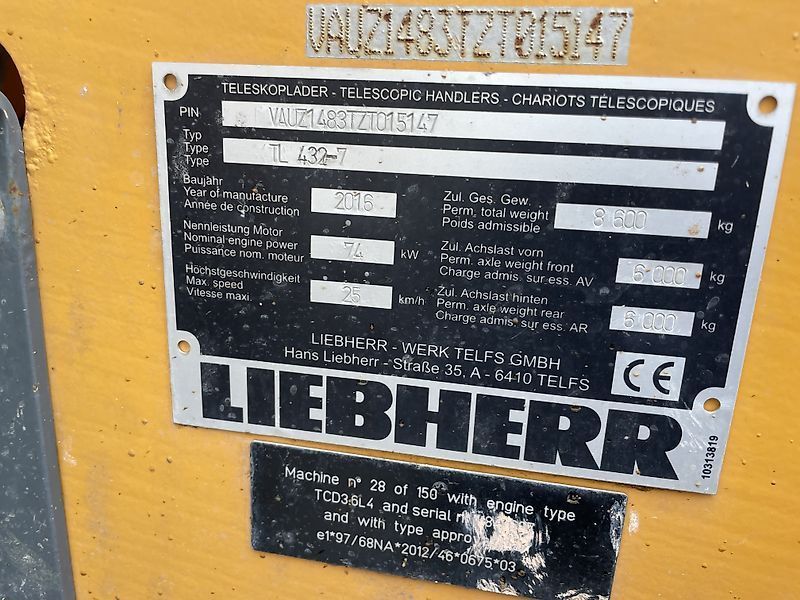 VAUZ1483TZT015147
TELESKOPLADER - TELESCOPIC HANDLERS - CHARIOTS TÉLESCOPIQUES
PIN VAUZ1483TZT015147
Typ
Type TL 432-7
Type
Baujahr
Year of manufacture 2016
Année de construction
Nennleistung Motor
Nominal engine power 74 kW
Puissance nom. moteur
Höchstgeschwindigkeit
Max. speed 25 km/h
Vitesse maxi.
Zul. Ges. Gew.
Perm. total weight 8 600 kg
Poids admissible
Zul. Achslast vorn
Perm. axle weight front 6 000 kg
Charge admis. sur ess. AV
Zul. Achslast hinten
Perm. axle weight rear 6 000 kg
Charge admis. sur ess. AR
LIEBHERR - WERK TELFS GMBH
Hans Liebherr - Straße 35, A - 6410 TELFS
CE
LIEBHERR
10313819
Machine n° 28 of 150 with engine type
TCD3.6L4 and serial
and with type
e1*97/68NA*2012/46*0675*03